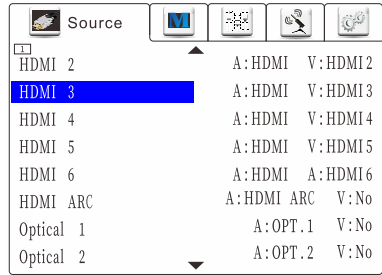 Source M
1
HDMI 2 A:HDMI V:HDMI2
HDMI 3 A:HDMI V:HDMI3
HDMI 4 A:HDMI V:HDMI4
HDMI 5 A:HDMI V:HDMI5
HDMI 6 A:HDMI A:HDMI6
HDMI ARC A:HDMI ARC V:No
Optical 1 A:OPT.1 V:No
Optical 2 A:OPT.2 V:No